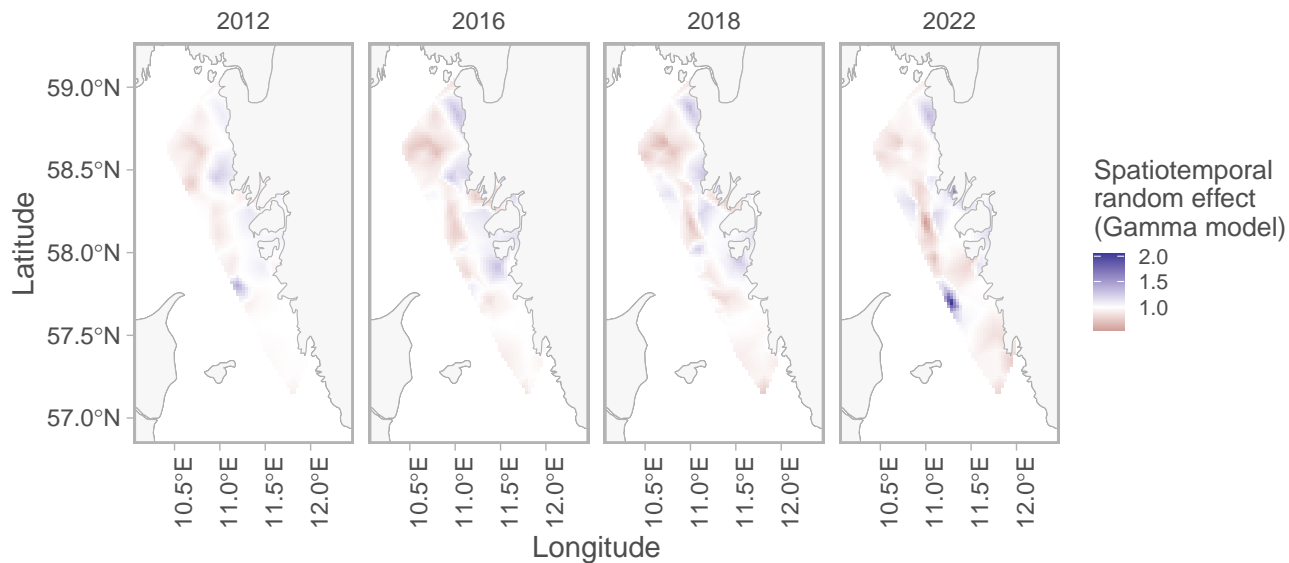 2012 2016 2018 2022
59.0°N
58.5°N
58.0°N
57.5°N
57.0°N
Latitude
10.5°E 11.0°E 11.5°E 12.0°E 10.5°E 11.0°E 11.5°E 12.0°E 10.5°E 11.0°E 11.5°E 12.0°E 10.5°E 11.0°E 11.5°E 12.0°E
Longitude
Spatiotemporal
random effect
(Gamma model)
2.0
1.5
1.0